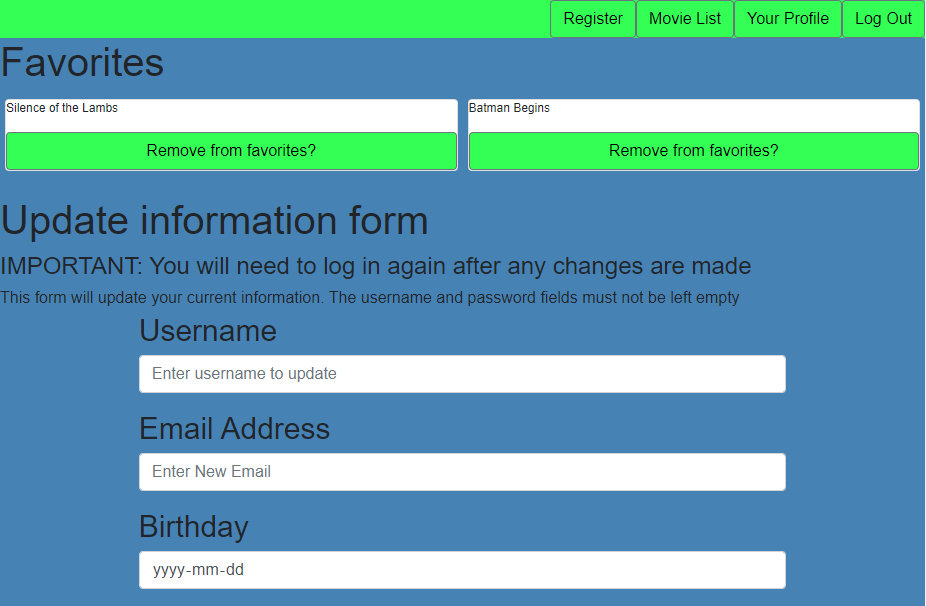 Register Movie List Your Profile Log Out
Favorites
Silence of the Lambs
Remove from favorites?
Batman Begins
Remove from favorites?
Update information form
IMPORTANT: You will need to log in again after any changes are made
This form will update your current information. The username and password fields must not be left empty
Username
Enter username to update
Email Address
Enter New Email
Birthday
yyyy-mm-dd